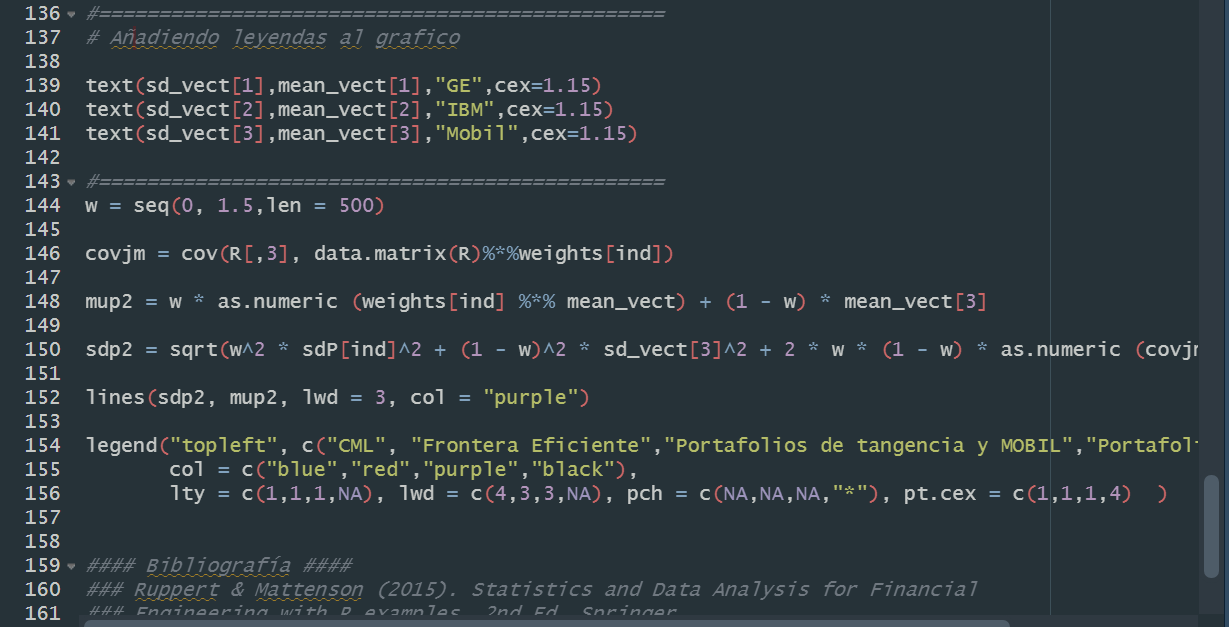 136 #===============================================
137 # Añadiendo leyendas al grafico
138
139 text(sd_vect[1],mean_vect[1],"GE",cex=1.15)
140 text(sd_vect[2],mean_vect[2],"IBM",cex=1.15)
141 text(sd_vect[3],mean_vect[3],"Mobil",cex=1.15)
142
143 #===============================================
144 w = seq(0, 1.5,len = 500)
145
146 covjm = cov(R[,3], data.matrix(R)%*%weights[ind])
147
148 mup2 = w * as.numeric (weights[ind] %*% mean_vect) + (1 - w) * mean_vect[3]
149
150 sdp2 = sqrt(w^2 * sdP[ind]^2 + (1 - w)^2 * sd_vect[3]^2 + 2 * w * (1 - w) * as.numeric (covj
151
152 lines(sdp2, mup2, lwd = 3, col = "purple")
153
154 legend("topleft", c("CML", "Frontera Eficiente","Portafolios de tangencia y MOBIL","Portafoli
155 col = c("blue","red","purple","black"),
156 lty = c(1,1,1,NA), lwd = c(4,3,3,NA), pch = c(NA,NA,NA,"*"), pt.cex = c(1,1,1,4) )
157
158
159 #### Bibliografía ####
160 ### Ruppert & Mattenson (2015). Statistics and Data Analysis for Financial
161 ### Engineering with R examples. 2nd Ed. Springer